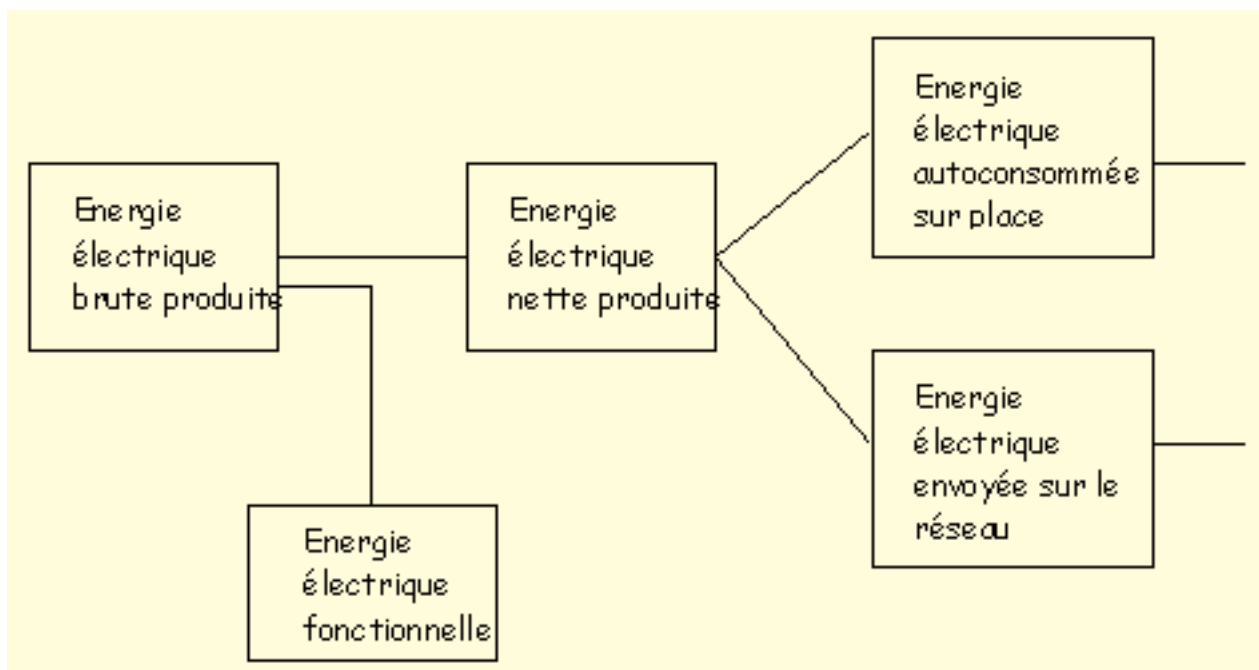 Energie
électrique
brute produite
Energie
électrique
nette produite
Energie
électrique
autoconsommée
sur place
Energie
électrique
envoyée sur le
réseau
Energie
électrique
fonctionnelle